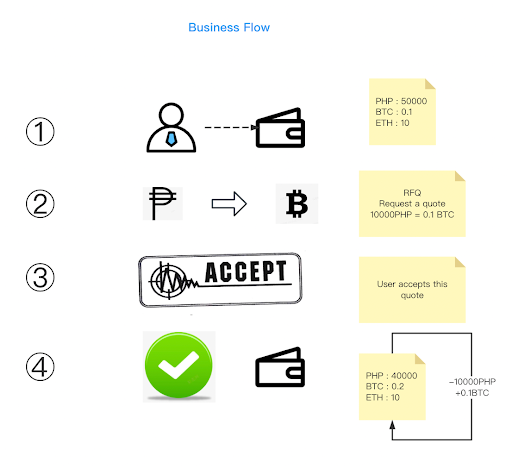 Business Flow
1
PHP : 50000
BTC : 0.1
ETH : 10
2
RFQ
Request a quote
10000PHP = 0.1 BTC
3
ACCEPT
User accepts this
quote
4
PHP : 40000
BTC : 0.2
ETH : 10
-10000PHP
+0.1BTC